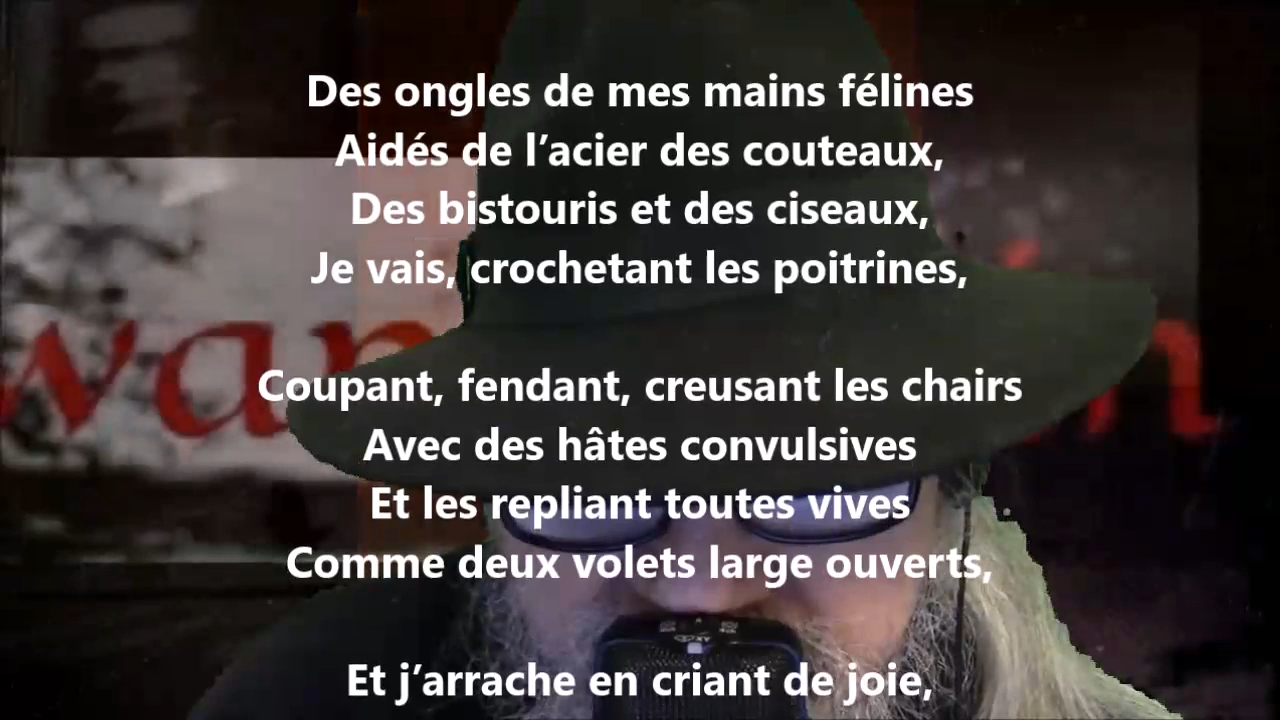 Des ongles de mes mains félines
Aidés de l’acier des couteaux,
Des bistouris et des ciseaux,
Je vais, crochetant les poitrines,
Coupant, fendant, creusant les chairs
Avec des hâtes convulsives
Et les repliant toutes vives
Comme deux volets large ouverts,
Et j’arrache en criant de joie,